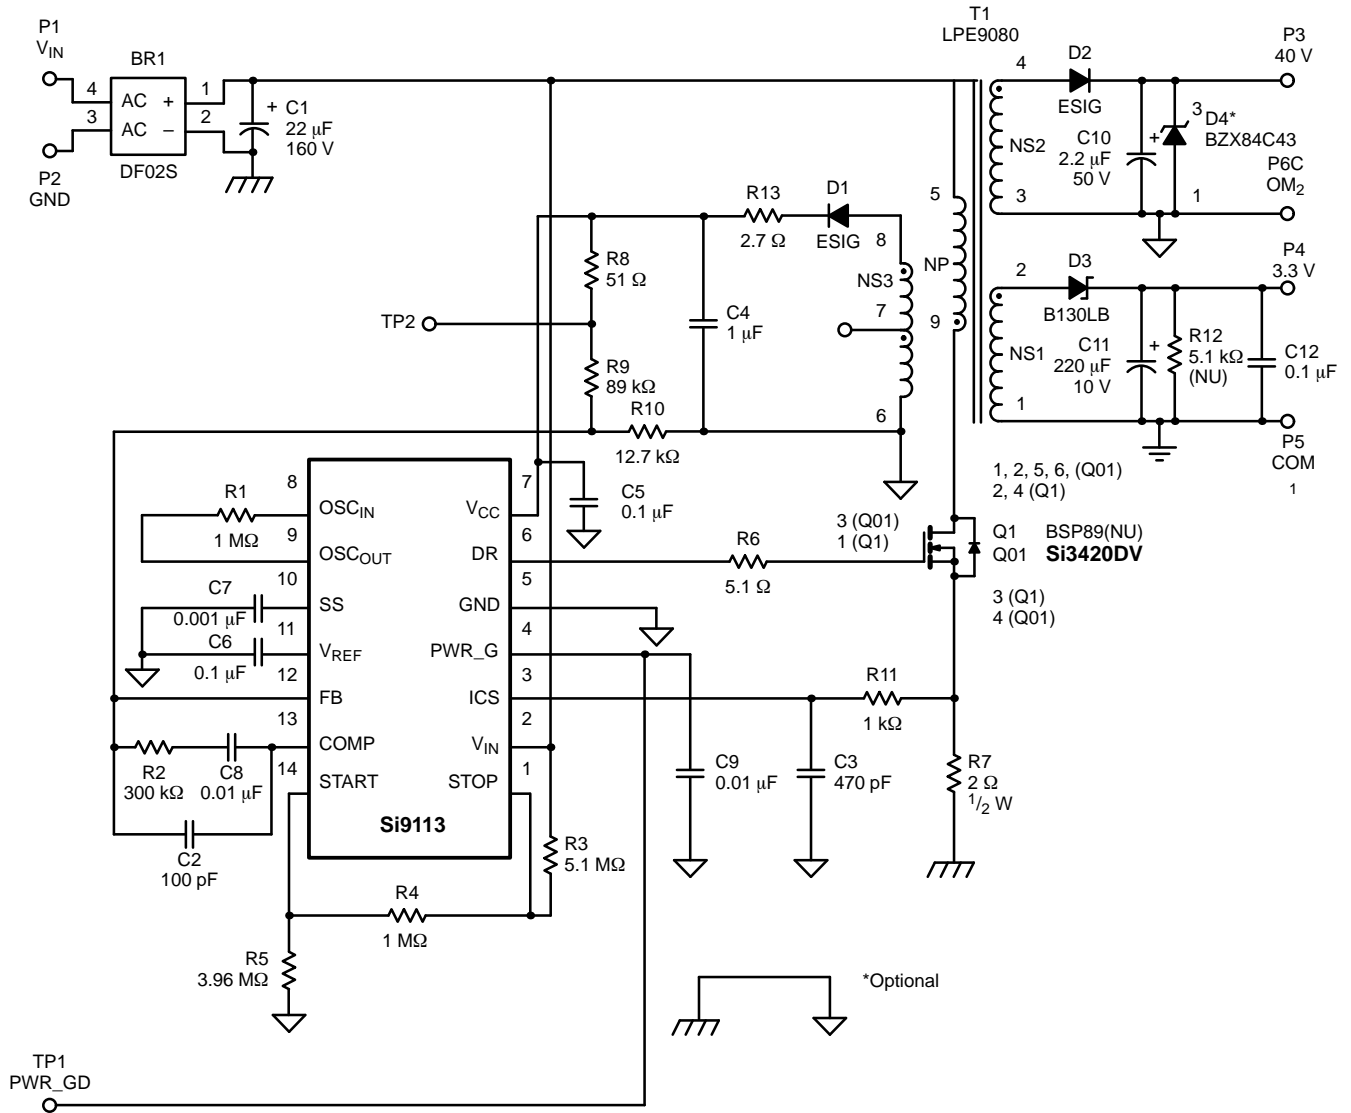 P1
VIN
BR1
4
AC +
1
3
AC –
2
DF02S
P2
GND
+ C1
22 µF
160 V
T1
LPE9080
4
D2
ESIG
P3
40 V
NS2
C10
2.2 µF
50 V
+
3
D4*
BZX84C43
1
P6C
OM2
3
R13
2.7 Ω
D1
ESIG
8
NS3
7
6
5
NP
9
R8
51 Ω
TP2
R9
89 kΩ
R10
12.7 kΩ
C4
1 µF
2
D3
B130LB
P4
3.3 V
NS1
C11
220 µF
10 V
+
R12
5.1 kΩ
(NU)
C12
0.1 µF
1
P5
COM
1
8
R1
1 MΩ
9
10
C7
0.001 µF
11
C6
0.1 µF
12
13
R2
300 kΩ
C8
0.01 µF
14
C2
100 pF
OSCIN
OSCOUT
SS
VREF
FB
COMP
START
VCC
DR
GND
PWR_G
ICS
VIN
STOP
Si9113
7
6
5
4
3
2
1
C5
0.1 µF
R6
5.1 Ω
3 (Q01)
1 (Q1)
1, 2, 5, 6, (Q01)
2, 4 (Q1)
Q1 BSP89(NU)
Q01 Si3420DV
3 (Q1)
4 (Q01)
R11
1 kΩ
C9
0.01 µF
C3
470 pF
R7
2 Ω
1/2 W
R3
5.1 MΩ
R4
1 MΩ
R5
3.96 MΩ
*Optional
TP1
PWR_GD